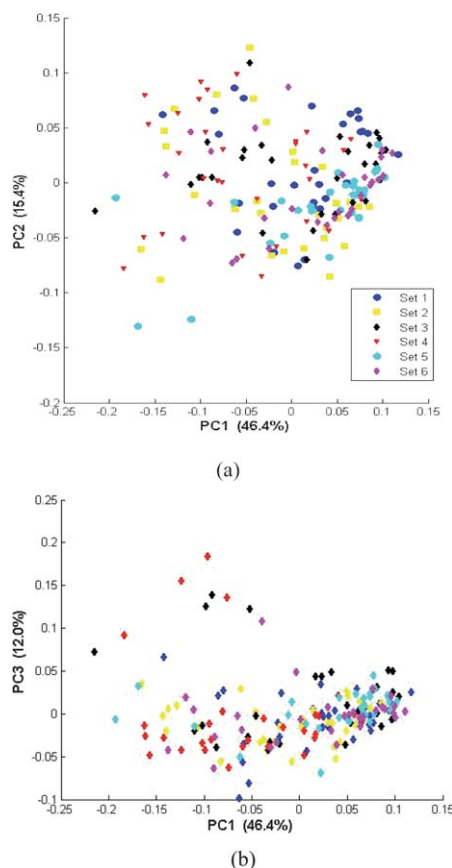 (a)
0.15
0.1
0.05
0
-0.05
-0.1
-0.15
-0.2
PC2 (15.4%)
Set 1
Set 2
Set 3
Set 4
Set 5
Set 6
-0.25 -0.2 -0.15 -0.1 -0.05 0 0.05 0.1 0.15
PC1 (46.4%)
(a)
0.25
0.2
0.15
0.1
0.05
0
-0.05
-0.1
PC3 (12.0%)
-0.25 -0.2 -0.15 -0.1 -0.05 0 0.05 0.1 0.15
PC1 (46.4%)
(b)